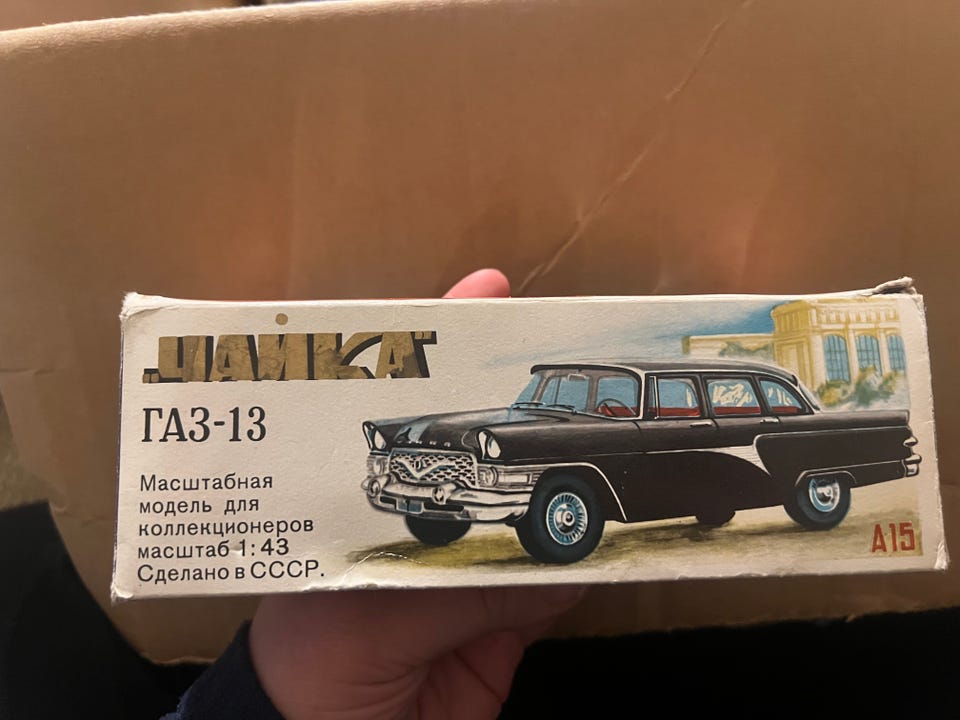 „ЧАЙКА"
ГАЗ-13
Масштабная
модель для
коллекционеров
масштаб 1:43
Сделано в СССР.
А15